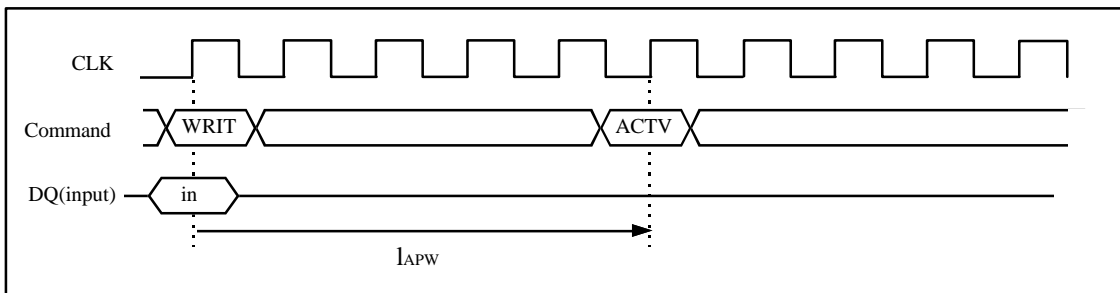 CLK
Command WRIT ACTV
DQ(input) in
lAPW